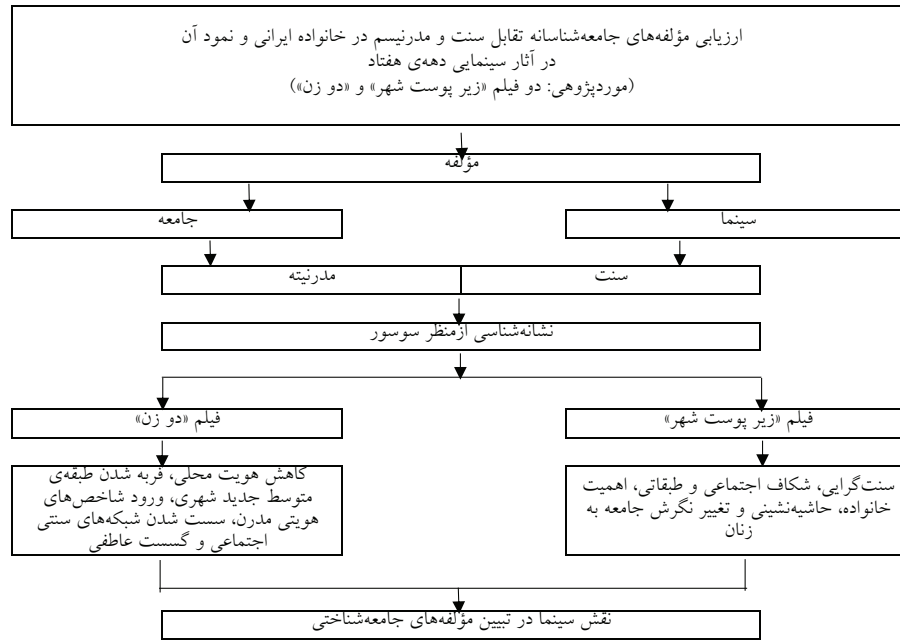 ارزیابی مؤلفه‌های جامعه‌شناسانه تقابل سنت و مدرنیسم در خانواده ایرانی و نمود آن
در آثار سینمایی دهه‌ی هفتاد
(موردپژوهی: دو فیلم «زیر پوست شهر» و «دو زن»)
مؤلفه
سینما
جامعه
سنت
مدرنیته
نشانه‌شناسی ازمنظر سوسور
فیلم «زیر پوست شهر»
فیلم «دو زن»
سنت‌گرایی، شکاف اجتماعی و طبقاتی، اهمیت
خانواده، حاشیه‌نشینی و تغییر نگرش جامعه به
زنان
کاهش هویت محلی، فربه شدن طبقه‌ی
متوسط جدید شهری، ورود شاخص‌های
هویتی مدرن، سست شدن شبکه‌های سنتی
اجتماعی و گسست عاطفی
نقش سینما در تبیین مؤلفه‌های جامعه‌شناختی